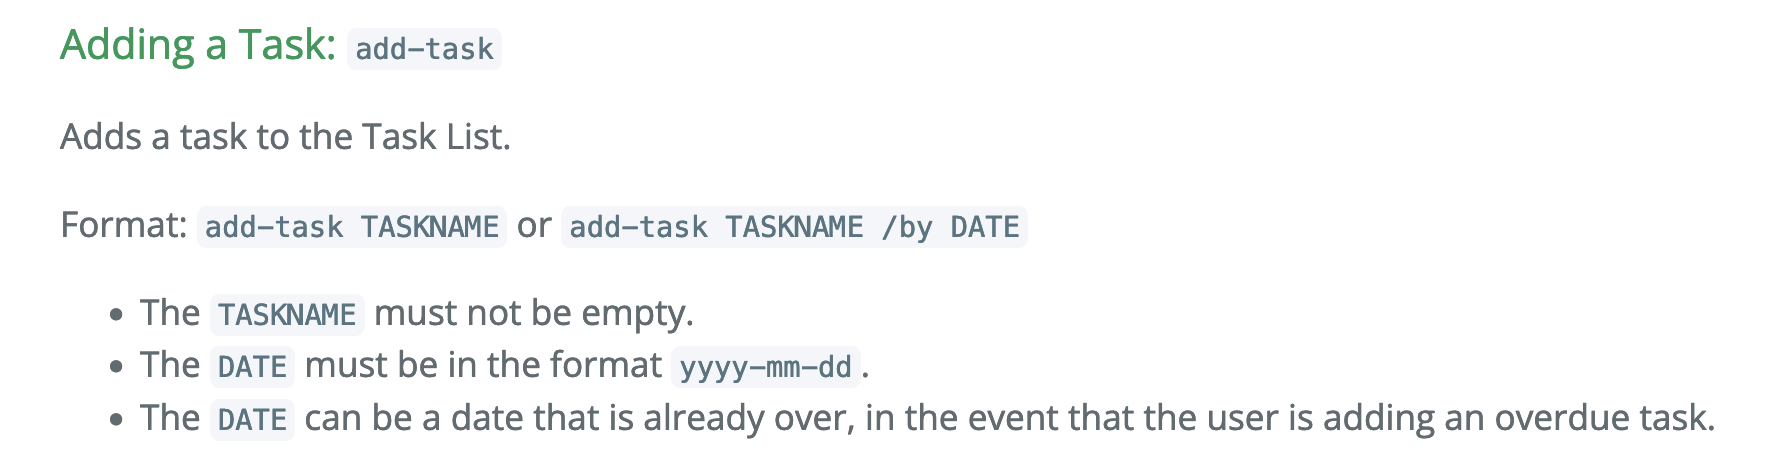 Adding a Task: add-task
Adds a task to the Task List.
Format: add-task TASKNAME or add-task TASKNAME /by DATE
• The TASKNAME must not be empty.
• The DATE must be in the format yyyy-mm-dd.
• The DATE can be a date that is already over, in the event that the user is adding an overdue task.